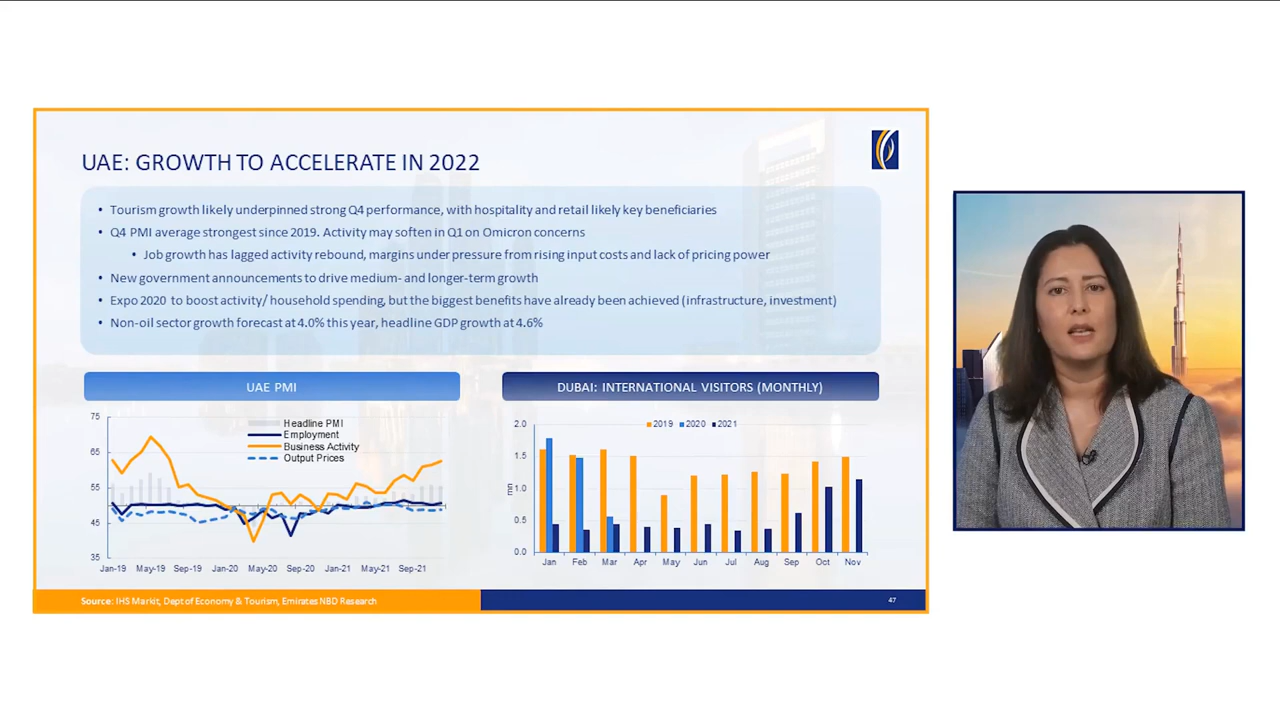 UAE: GROWTH TO ACCELERATE IN 2022
• Tourism growth likely underpinned strong Q4 performance, with hospitality and retail likely key beneficiaries
• Q4 PMI average strongest since 2019. Activity may soften in Q1 on Omicron concerns
• Job growth has lagged activity rebound, margins under pressure from rising input costs and lack of pricing power
• New government announcements to drive medium- and longer-term growth
• Expo 2020 to boost activity/ household spending, but the biggest benefits have already been achieved (infrastructure, investment)
• Non-oil sector growth forecast at 4.0% this year, headline GDP growth at 4.6%
UAE PMI
75
65
55
45
35
Headline PMI
Employment
Business Activity
Output Prices
Jan-19 May-19 Sep-19 Jan-20 May-20 Sep-20 Jan-21 May-21 Sep-21
DUBAI: INTERNATIONAL VISITORS (MONTHLY)
2019 2020 2021
mn
2.0
1.5
1.0
0.5
0.0
Jan Feb Mar Apr May Jun Jul Aug Sep Oct Nov
Source: IHS Markit, Dept of Economy & Tourism, Emirates NBD Research
47